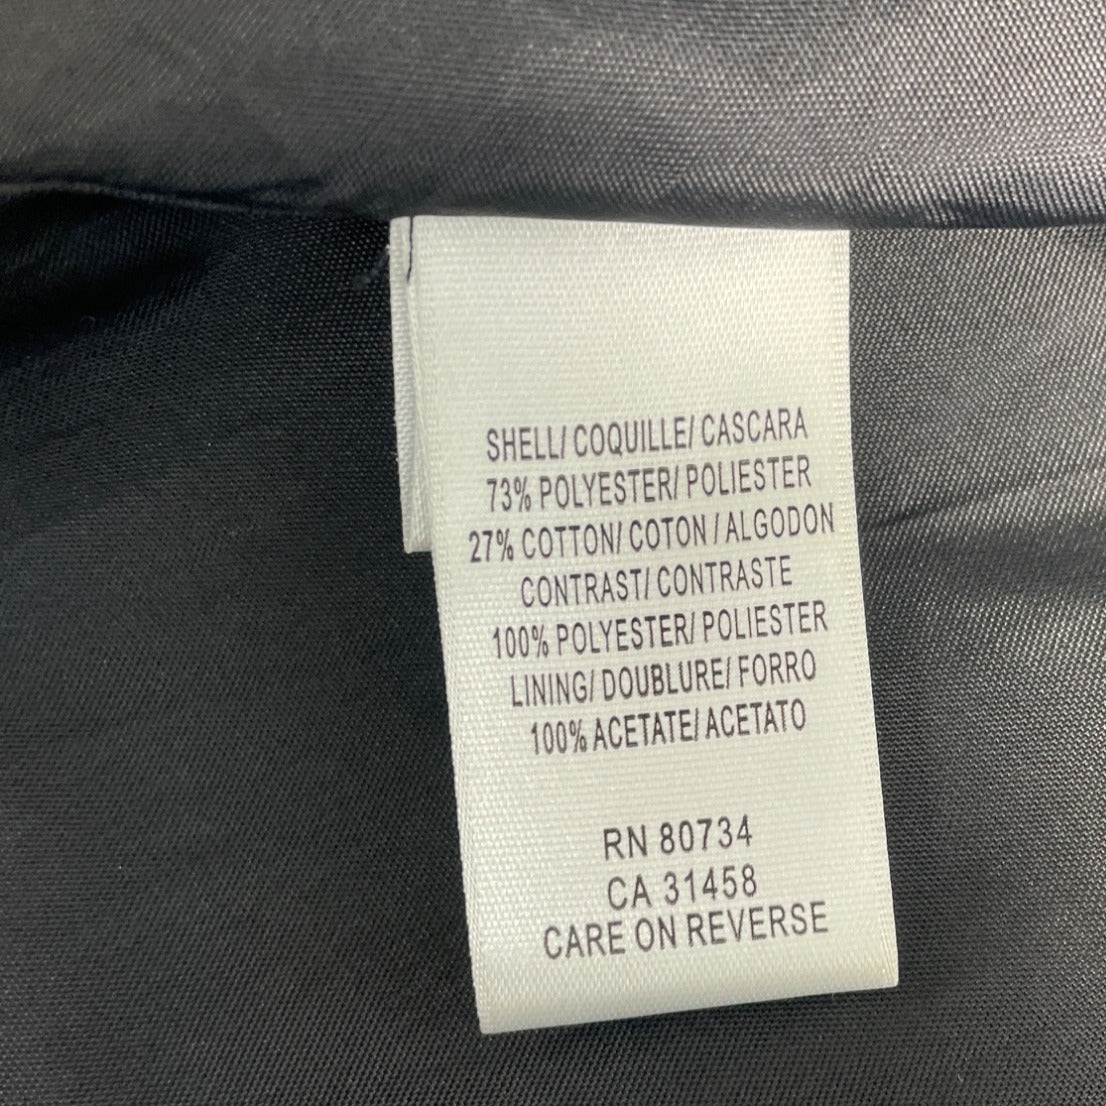 SHELL/ COQUILLE/ CASCARA
73% POLYESTER/ POLIESTER
27% COTTON/ COTON / ALGODON
CONTRAST/ CONTRASTE
100% POLYESTER/ POLIESTER
LINING/ DOUBLURE/ FORRO
100% ACETATE/ ACETATO
RN 80734
CA 31458
CARE ON REVERSE